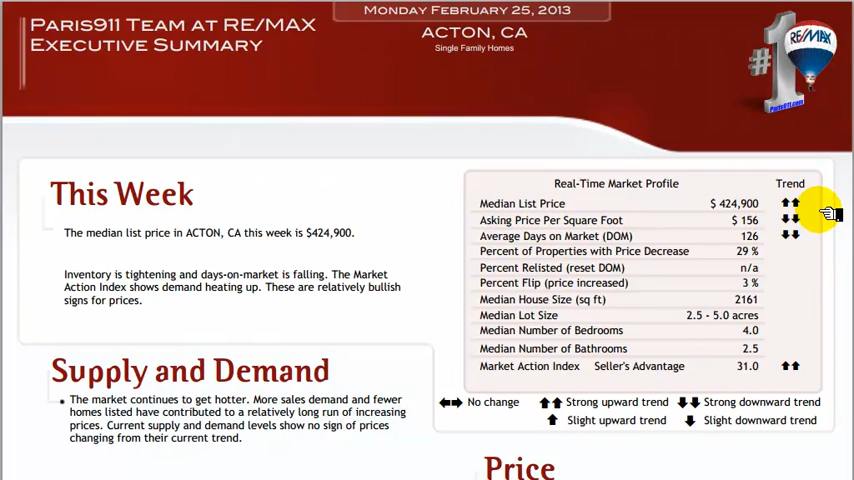 Paris911 Team at RE/MAX
Executive Summary
Monday February 25, 2013
ACTON, CA
Single Family Homes
#1
RE/MAX
Paris911.com
This Week
The median list price in ACTON, CA this week is $424,900.
Inventory is tightening and days-on-market is falling. The Market
Action Index shows demand heating up. These are relatively bullish
signs for prices.
Supply and Demand
The market continues to get hotter. More sales demand and fewer
homes listed have contributed to a relatively long run of increasing
prices. Current supply and demand levels show no sign of prices
changing from their current trend.
Real-Time Market Profile Trend
Median List Price $ 424,900
Asking Price Per Square Foot $ 156
Average Days on Market (DOM) 126
Percent of Properties with Price Decrease 29 %
Percent Relisted (reset DOM) n/a
Percent Flip (price increased) 3 %
Median House Size (sq ft) 2161
Median Lot Size 2.5 - 5.0 acres
Median Number of Bedrooms 4.0
Median Number of Bathrooms 2.5
Market Action Index Seller's Advantage 31.0
No change Strong upward trend Strong downward trend
Slight upward trend Slight downward trend
Price